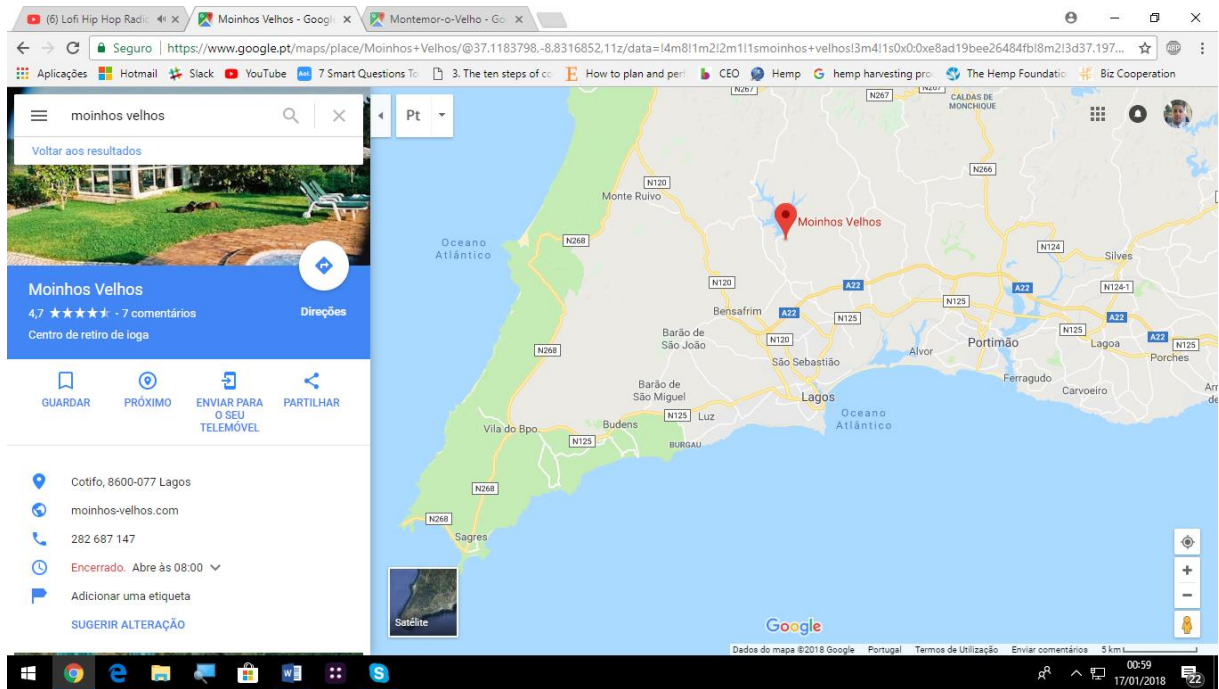 (6) Lofi Hip Hop Radio
Moinhos Velhos - Googl
Montemor-o-Velho - Go
Seguro | https://www.google.pt/maps/place/Moinhos+Velhos/@37.1183798,-8.8316852,11z/data=!4m8!1m2!2m1!1smoinhos+velhos!3m4!1s0x0:0xe8ad19bee26484fb!8m2!3d37.197...
ABP
Aplicações Hotmail Slack YouTube Aol. 7 Smart Questions To 3. The ten steps of co How to plan and per CEO Hemp hemp harvesting pro The Hemp Foundatio Biz Cooperation
moinhos velhos
Voltar aos resultados
Pt
Moinhos Velhos
4,7 - 7 comentários
Centro de retiro de ioga
Direções
GUARDAR
PRÓXIMO
ENVIAR PARA
O SEU
TELEMÓVEL
PARTILHAR
Cotifo, 8600-077 Lagos
moinhos-velhos.com
282 687 147
Encerrado. Abre às 08:00
Adicionar uma etiqueta
SUGERIR ALTERAÇÃO
N267
N267
N267
CALDAS DE
MONCHIQUE
N266
N120
Monte Ruivo
Moinhos Velhos
Oceano
Atlântico
N268
N124
Silves
N120
A22
A22
N124-1
N125
Bensafrim
A22
N125
A22
Barão de
São João
N120
Portimão
N125
Lagoa
A22
N125
Porches
N268
São Sebastião
Alvor
Ferragudo
Carvoeiro
Barão de
São Miguel
Lagos
Oceano
Atlântico
N125
Luz
Vila do Bpo.
Budens
N125
BURGAU
N268
N268
Sagres
Satélite
Google
Dados do mapa ©2018 Google Portugal Termos de Utilização Enviar comentários 5 km
00:59
17/01/2018
22